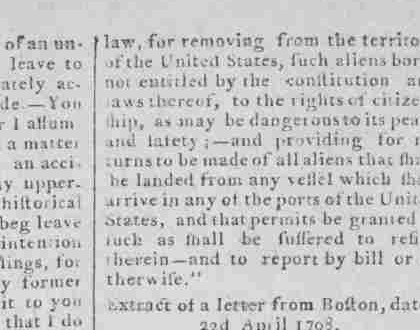 of an un-
leave to
ately ac-
de.—You
r I aſſum
a matter
an acci-
y upper-
hiſtorical
beg leave
intention
lings, for
y former
it to you
that I do
law, for removing from the territo
of the United States, ſuch aliens bor
not entitled by the conſtitution a
laws thereof, to the rights of citize
ſhip, as may be dangerous to its pea
and ſafety;—and providing for r
turns to be made of all aliens that ſha
be landed from any veſſel which ſha
arrive in any of the ports of the Unit
States, and that permits be granted
ſuch as ſhall be ſuffered to reſi
therein—and to report by bill or
therwiſe."
Extract of a letter from Boſton, dat
22d April 1798.